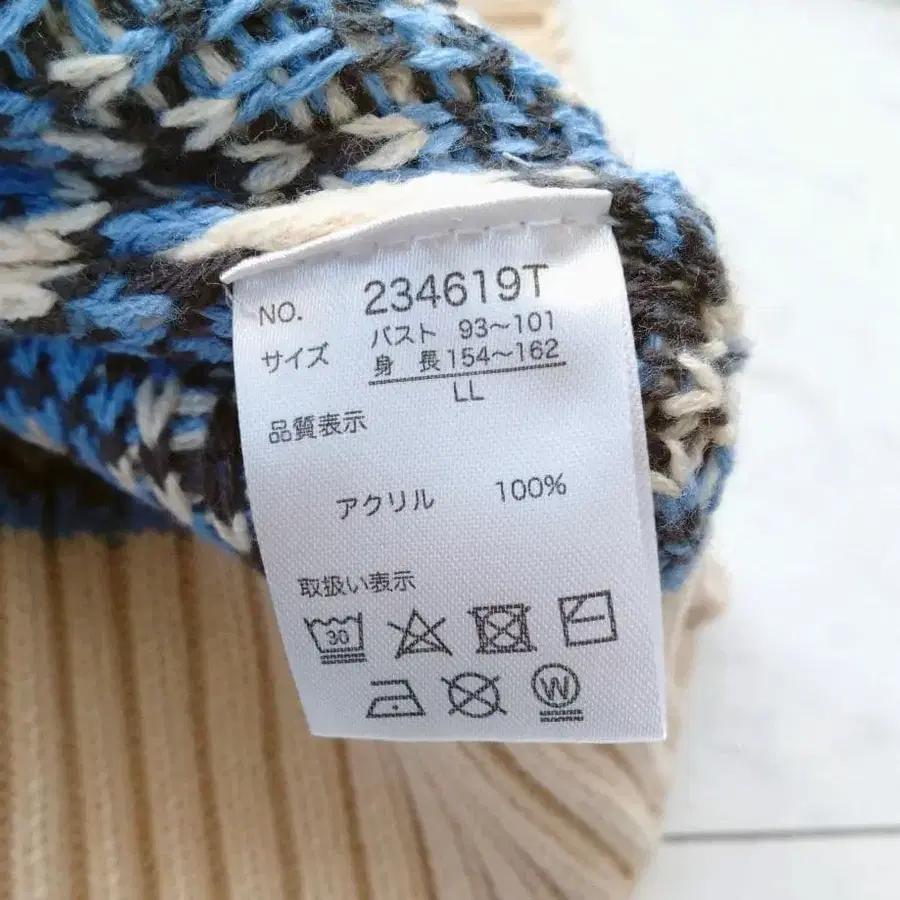 NO. 234619T
サイズ バスト 93～101
身 長 154～162
LL
品質表示
アクリル 100%
取扱い表示
30
W